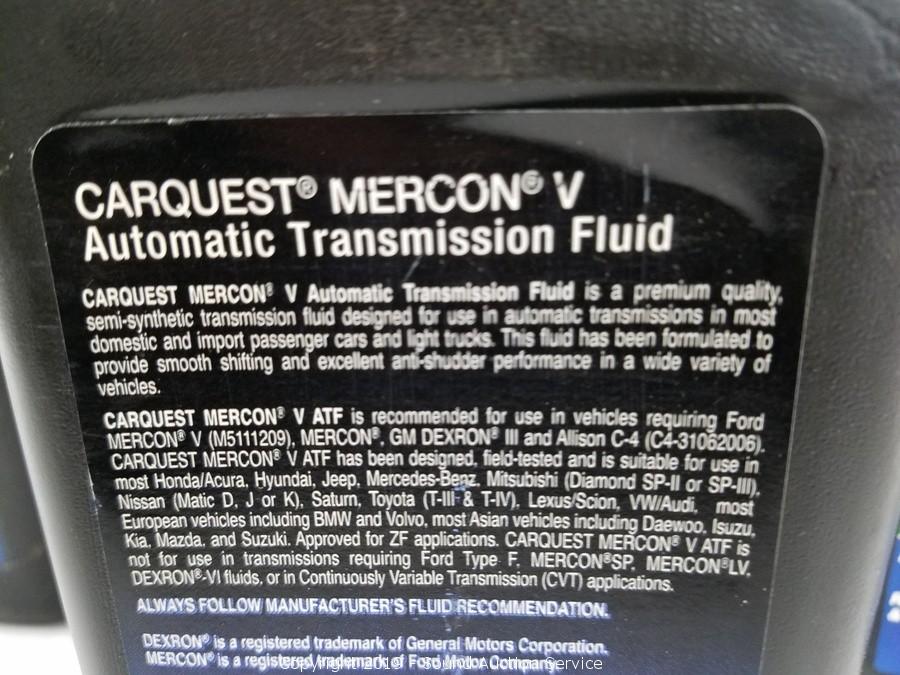 CARQUEST® MERCON® V
Automatic Transmission Fluid
CARQUEST MERCON® V Automatic Transmission Fluid is a premium quality,
semi-synthetic transmission fluid designed for use in automatic transmissions in most
domestic and import passenger cars and light trucks. This fluid has been formulated to
provide smooth shifting and excellent anti-shudder performance in a wide variety of
vehicles.
CARQUEST MERCON® V ATF is recommended for use in vehicles requiring Ford
MERCON® V (M5111209), MERCON®, GM DEXRON® III and Allison C-4 (C4-31062006).
CARQUEST MERCON® V ATF has been designed, field-tested and is suitable for use in
most Honda/Acura, Hyundai, Jeep, Mercedes-Benz, Mitsubishi (Diamond SP-II or SP-III),
Nissan (Matic D, J or K), Saturn, Toyota (T-III & T-IV), Lexus/Scion, VW/Audi, most
European vehicles including BMW and Volvo, most Asian vehicles including Daewoo, Isuzu,
Kia, Mazda, and Suzuki. Approved for ZF applications. CARQUEST MERCON® V ATF is
not for use in transmissions requiring Ford Type F, MERCON®SP, MERCON®LV,
DEXRON®-VI fluids, or in Continuously Variable Transmission (CVT) applications.
ALWAYS FOLLOW MANUFACTURER'S FLUID RECOMMENDATION.
DEXRON® is a registered trademark of General Motors Corporation.
MERCON® is a registered trademark of Ford Motor Company.
Copyright 2019 Sound Auction Service